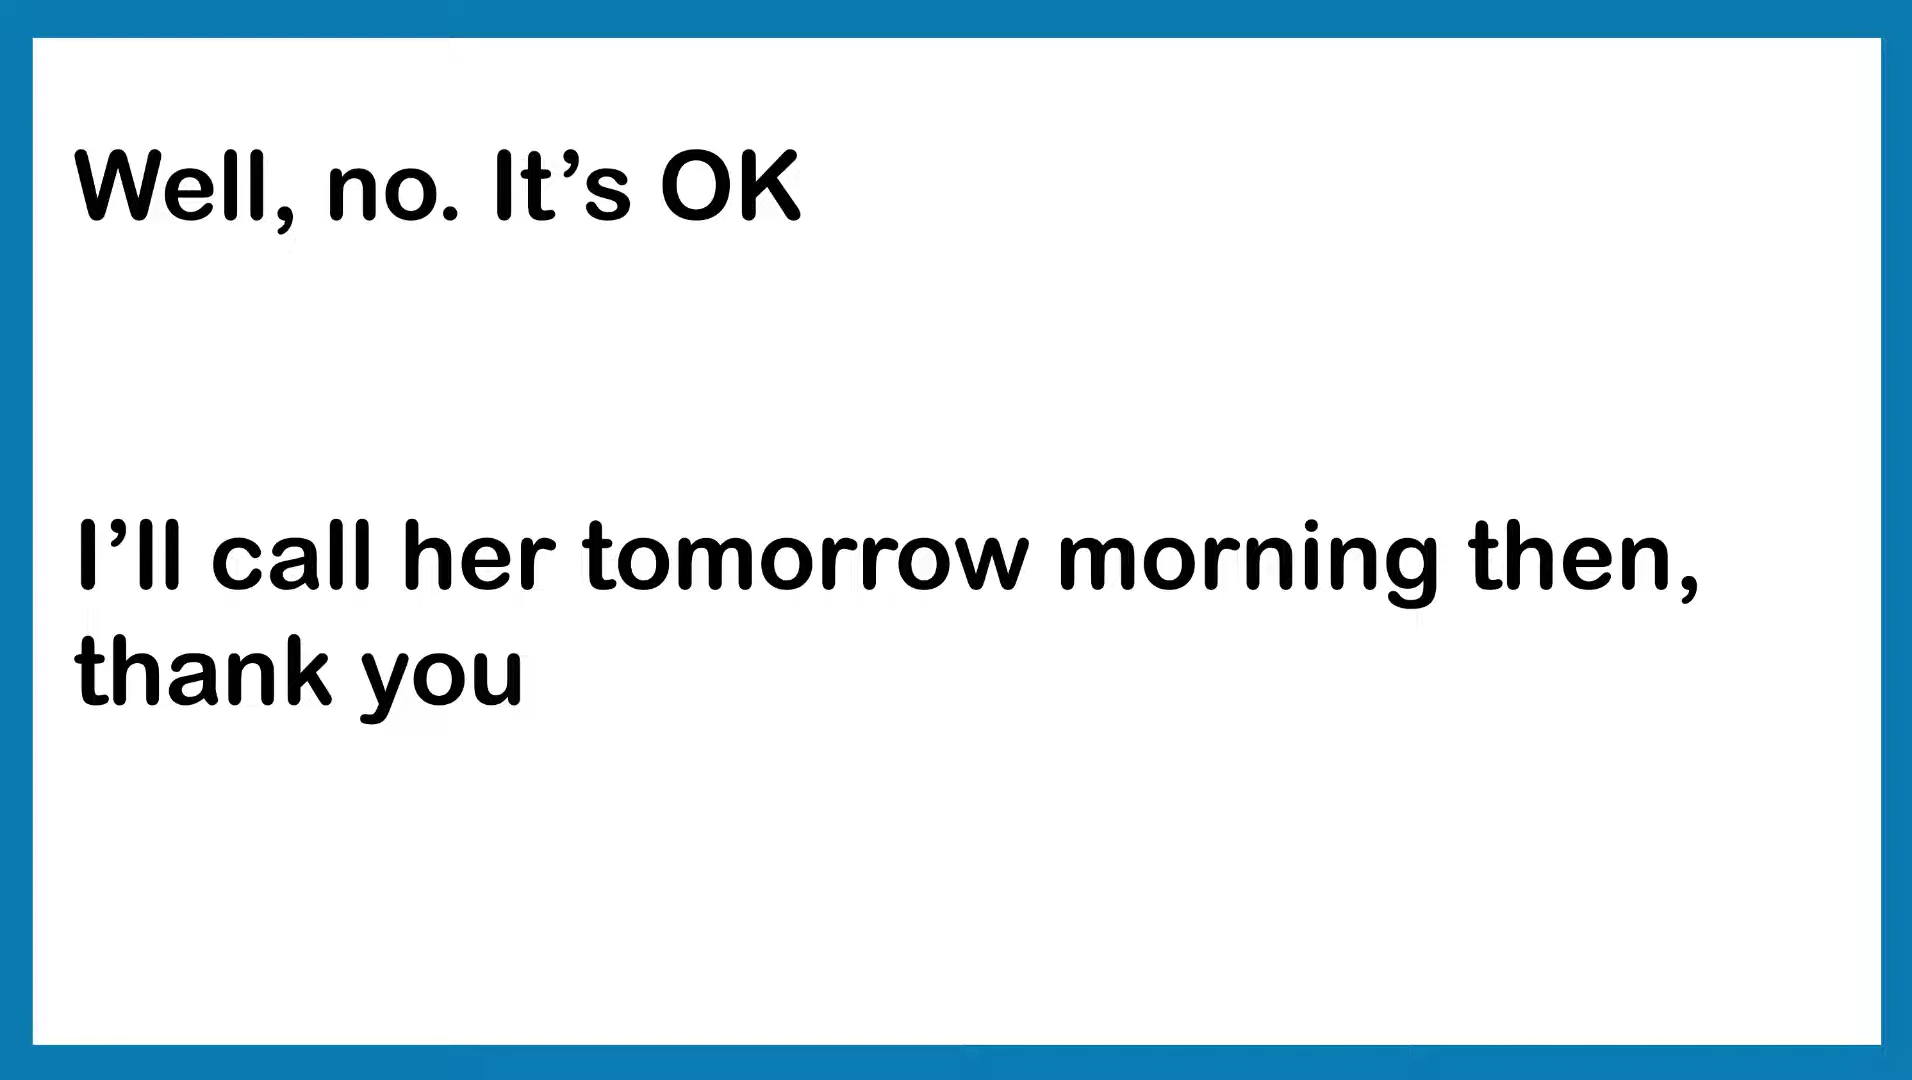 Well, no. It’s OK
I’ll call her tomorrow morning then,
thank you